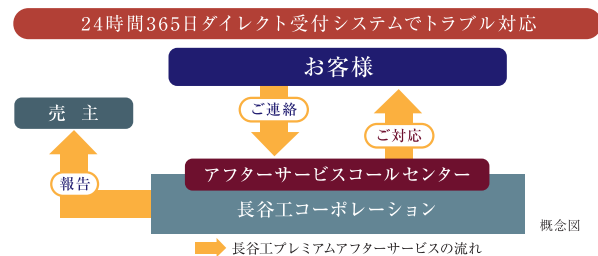 24時間365日ダイレクト受付システムでトラブル対応
お客様
売 主
ご連絡
ご対応
報告
アフターサービスコールセンター
長谷工コーポレーション
概念図
長谷工プレミアムアフターサービスの流れ